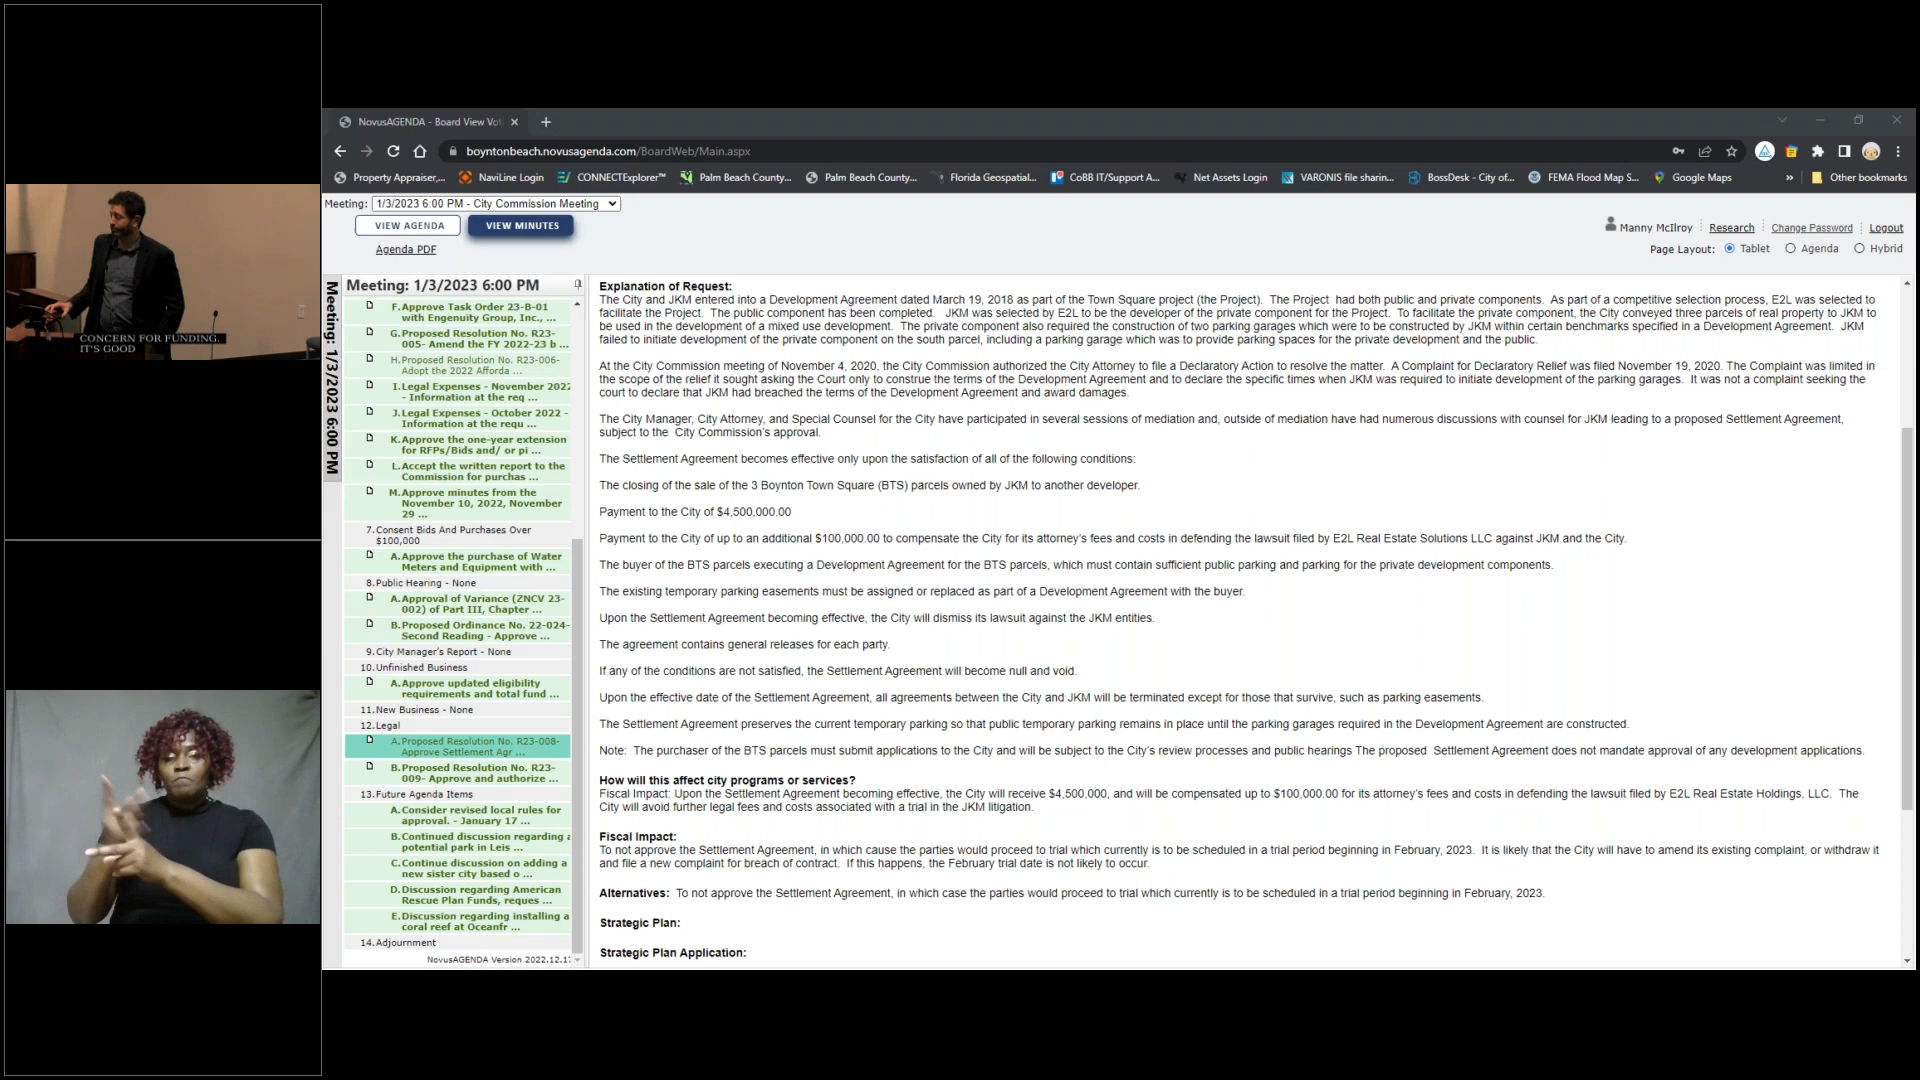 CONCERN FOR FUNDING.
IT'S GOOD
NovusAGENDA - Board View Vot
boyntonbeach.novusagenda.com/BoardWeb/Main.aspx
Property Appraiser,... NaviLine Login CONNECTExplorer™ Palm Beach County... Palm Beach County... Florida Geospatial... CoBB IT/Support A... Net Assets Login VARONIS file sharin... BossDesk - City of... FEMA Flood Map S... Google Maps » Other bookmarks
Meeting: 1/3/2023 6:00 PM - City Commission Meeting
VIEW AGENDA VIEW MINUTES
Agenda PDF
Manny McIlroy Research Change Password Logout
Page Layout: Tablet Agenda Hybrid
Meeting: 1/3/2023 6:00 PM
Meeting: 1/3/2023 6:00 PM
F.Approve Task Order 23-B-01
with Engenuity Group, Inc., ...
G.Proposed Resolution No. R23-
005- Amend the FY 2022-23 b ...
H.Proposed Resolution No. R23-006-
Adopt the 2022 Afforda ...
I.Legal Expenses - November 2022
- Information at the req ...
J.Legal Expenses - October 2022 -
Information at the requ ...
K.Approve the one-year extension
for RFPs/Bids and/ or pi ...
L.Accept the written report to the
Commission for purchas ...
M.Approve minutes from the
November 10, 2022, November
29 ...
7.Consent Bids And Purchases Over
$100,000
A.Approve the purchase of Water
Meters and Equipment with ...
8.Public Hearing - None
A.Approval of Variance (ZNCV 23-
002) of Part III, Chapter ...
B.Proposed Ordinance No. 22-024-
Second Reading - Approve ...
9.City Manager's Report - None
10.Unfinished Business
A.Approve updated eligibility
requirements and total fund ...
11.New Business - None
12.Legal
A.Proposed Resolution No. R23-008-
Approve Settlement Agr ...
B.Proposed Resolution No. R23-
009- Approve and authorize ...
13.Future Agenda Items
A.Consider revised local rules for
approval. - January 17 ...
B.Continued discussion regarding a
potential park in Leis ...
C.Continue discussion on adding a
new sister city based o ...
D.Discussion regarding American
Rescue Plan Funds, reques ...
E.Discussion regarding installing a
coral reef at Oceanfr ...
14.Adjournment
NovusAGENDA Version 2022.12.17
Explanation of Request:
The City and JKM entered into a Development Agreement dated March 19, 2018 as part of the Town Square project (the Project). The Project had both public and private components. As part of a competitive selection process, E2L was selected to
facilitate the Project. The public component has been completed. JKM was selected by E2L to be the developer of the private component for the Project. To facilitate the private component, the City conveyed three parcels of real property to JKM to
be used in the development of a mixed use development. The private component also required the construction of two parking garages which were to be constructed by JKM within certain benchmarks specified in a Development Agreement. JKM
failed to initiate development of the private component on the south parcel, including a parking garage which was to provide parking spaces for the private development and the public.
At the City Commission meeting of November 4, 2020, the City Commission authorized the City Attorney to file a Declaratory Action to resolve the matter. A Complaint for Declaratory Relief was filed November 19, 2020. The Complaint was limited in
the scope of the relief it sought asking the Court only to construe the terms of the Development Agreement and to declare the specific times when JKM was required to initiate development of the parking garages. It was not a complaint seeking the
court to declare that JKM had breached the terms of the Development Agreement and award damages.
The City Manager, City Attorney, and Special Counsel for the City have participated in several sessions of mediation and, outside of mediation have had numerous discussions with counsel for JKM leading to a proposed Settlement Agreement,
subject to the City Commission's approval.
The Settlement Agreement becomes effective only upon the satisfaction of all of the following conditions:
The closing of the sale of the 3 Boynton Town Square (BTS) parcels owned by JKM to another developer.
Payment to the City of $4,500,000.00
Payment to the City of up to an additional $100,000.00 to compensate the City for its attorney's fees and costs in defending the lawsuit filed by E2L Real Estate Solutions LLC against JKM and the City.
The buyer of the BTS parcels executing a Development Agreement for the BTS parcels, which must contain sufficient public parking and parking for the private development components.
The existing temporary parking easements must be assigned or replaced as part of a Development Agreement with the buyer.
Upon the Settlement Agreement becoming effective, the City will dismiss its lawsuit against the JKM entities.
The agreement contains general releases for each party.
If any of the conditions are not satisfied, the Settlement Agreement will become null and void.
Upon the effective date of the Settlement Agreement, all agreements between the City and JKM will be terminated except for those that survive, such as parking easements.
The Settlement Agreement preserves the current temporary parking so that public temporary parking remains in place until the parking garages required in the Development Agreement are constructed.
Note: The purchaser of the BTS parcels must submit applications to the City and will be subject to the City's review processes and public hearings The proposed Settlement Agreement does not mandate approval of any development applications.
How will this affect city programs or services?
Fiscal Impact: Upon the Settlement Agreement becoming effective, the City will receive $4,500,000, and will be compensated up to $100,000.00 for its attorney's fees and costs in defending the lawsuit filed by E2L Real Estate Holdings, LLC. The
City will avoid further legal fees and costs associated with a trial in the JKM litigation.
Fiscal Impact:
To not approve the Settlement Agreement, in which cause the parties would proceed to trial which currently is to be scheduled in a trial period beginning in February, 2023. It is likely that the City will have to amend its existing complaint, or withdraw it
and file a new complaint for breach of contract. If this happens, the February trial date is not likely to occur.
Alternatives: To not approve the Settlement Agreement, in which case the parties would proceed to trial which currently is to be scheduled in a trial period beginning in February, 2023.
Strategic Plan:
Strategic Plan Application: